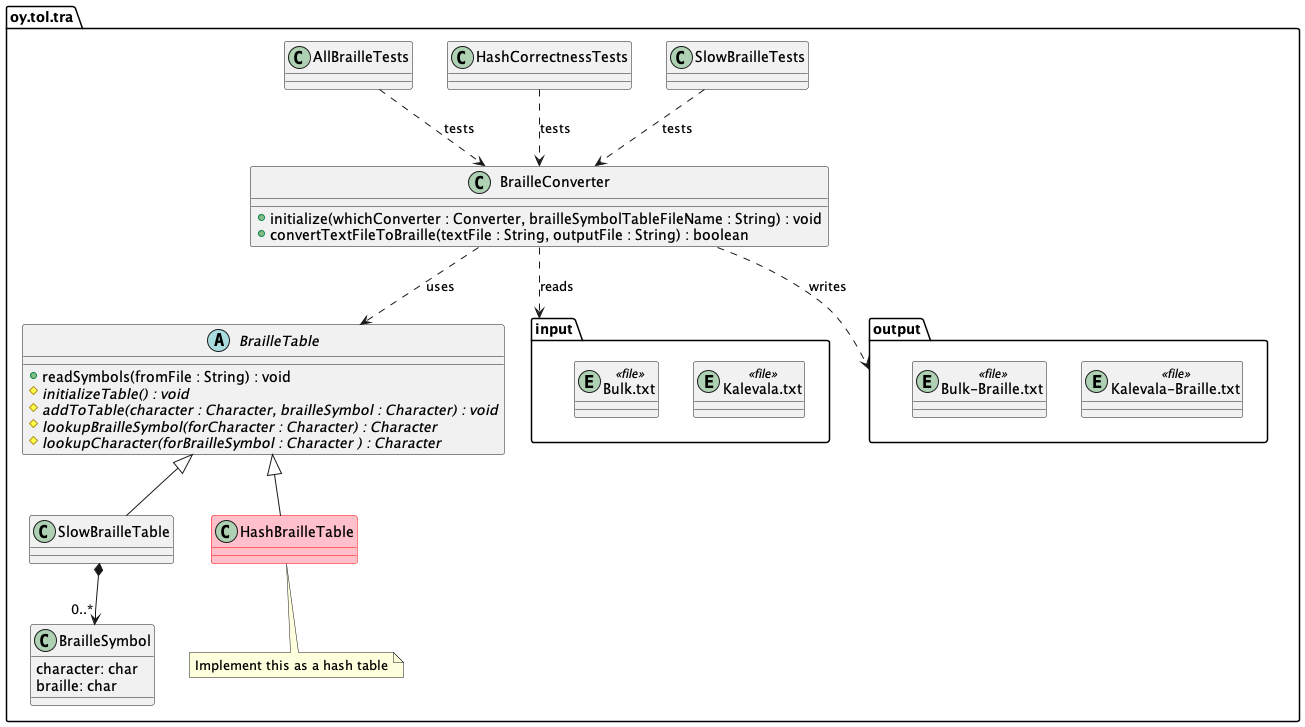 oy.tol.tra
C AllBrailleTests
C HashCorrectnessTests
C SlowBrailleTests
tests
tests
tests
C BrailleConverter
initialize(whichConverter : Converter, brailleSymbolTableFileName : String) : void
convertTextFileToBraille(textFile : String, outputFile : String) : boolean
uses
reads
writes
A BrailleTable
readSymbols(fromFile : String) : void
initializeTable() : void
addToTable(character : Character, brailleSymbol : Character) : void
lookupBrailleSymbol(forCharacter : Character) : Character
lookupCharacter(forBrailleSymbol : Character ) : Character
input
E «file»
Bulk.txt
E «file»
Kalevala.txt
output
E «file»
Bulk-Braille.txt
E «file»
Kalevala-Braille.txt
C SlowBrailleTable
C HashBrailleTable
0..*
C BrailleSymbol
character: char
braille: char
Implement this as a hash table